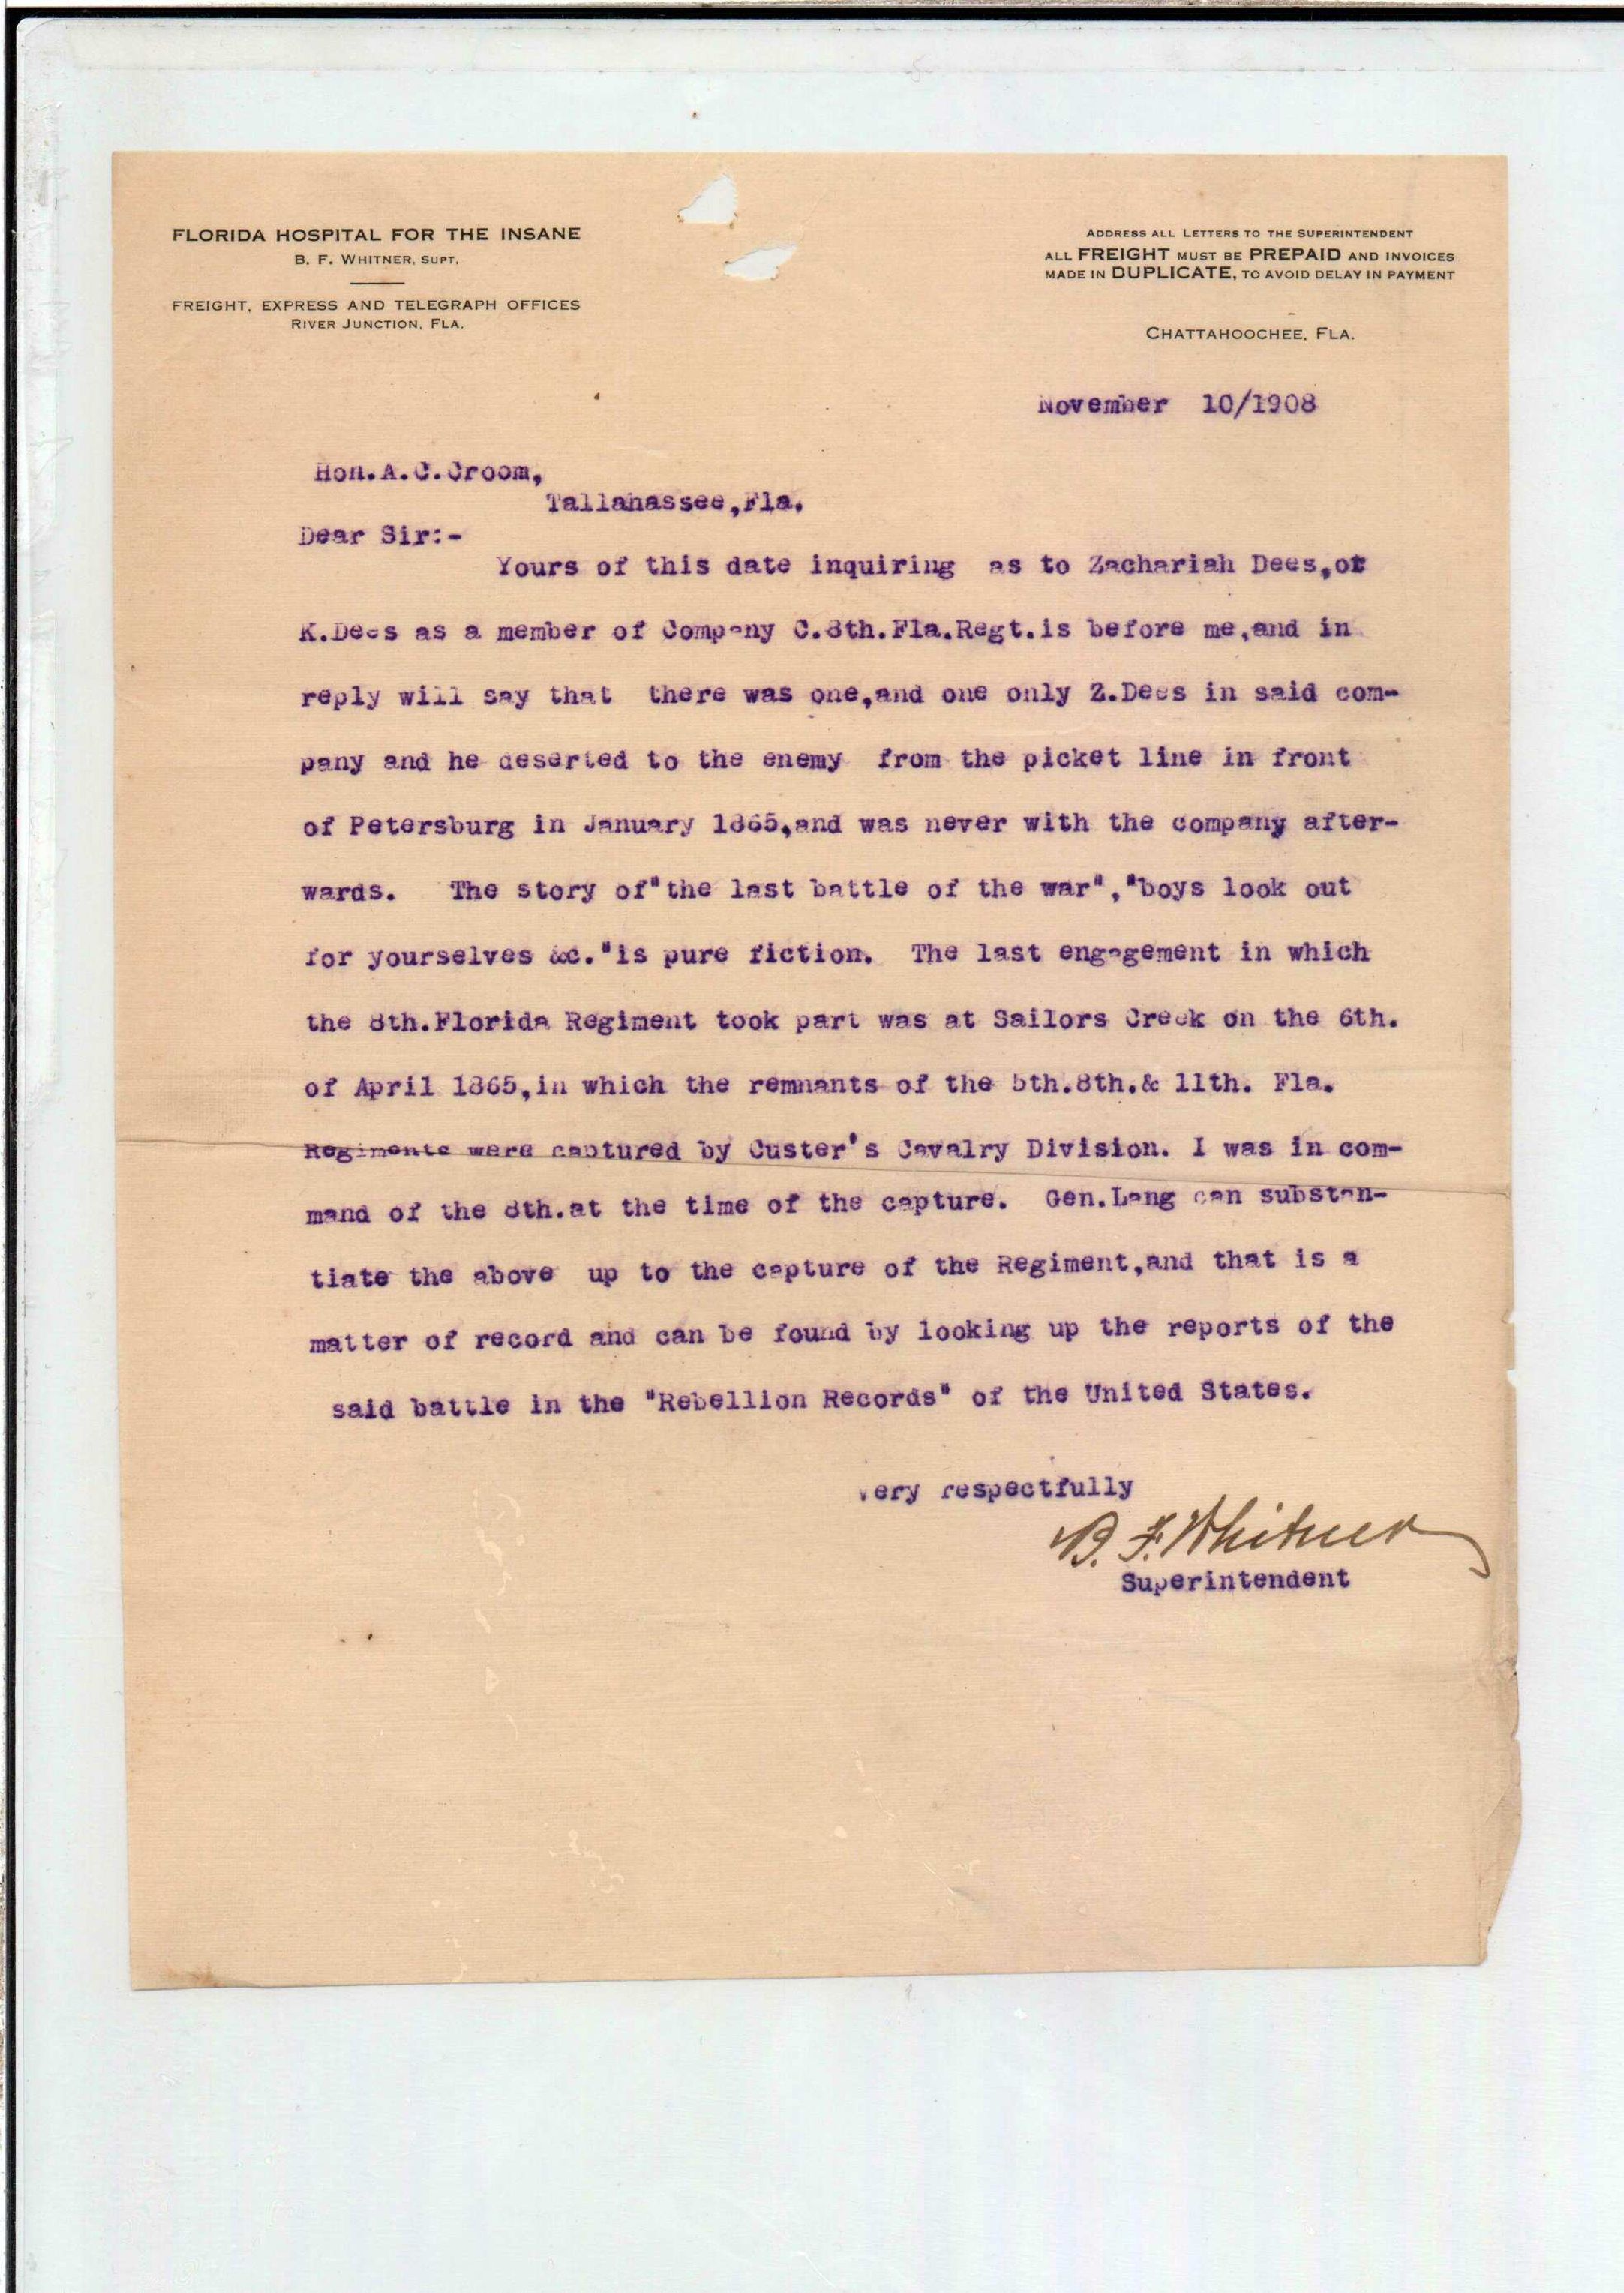 FLORIDA HOSPITAL FOR THE INSANE
B. F. WHITNER, SUPT.
FREIGHT, EXPRESS AND TELEGRAPH OFFICES
RIVER JUNCTION, FLA.
ADDRESS ALL LETTERS TO THE SUPERINTENDENT
ALL FREIGHT MUST BE PREPAID AND INVOICES
MADE IN DUPLICATE, TO AVOID DELAY IN PAYMENT
CHATTAHOOCHEE, FLA.
November 10/1908
Hon.A.C.Croom,
Tallahassee,Fla.
Dear Sir:-
Yours of this date inquiring as to Zachariah Dees,or
K.Dees as a member of Company C.8th.Fla.Regt.is before me,and in
reply will say that there was one,and one only Z.Dees in said com-
pany and he deserted to the enemy from the picket line in front
of Petersburg in January 1865,and was never with the company after-
wards. The story of"the last battle of the war","boys look out
for yourselves &c."is pure fiction. The last engagement in which
the 8th.Florida Regiment took part was at Sailors Creek on the 6th.
of April 1865,in which the remnants of the 5th.8th.& 11th. Fla.
Regiments were captured by Custer's Cavalry Division. I was in com-
mand of the 8th.at the time of the capture. Gen.Lang can substan-
tiate the above up to the capture of the Regiment,and that is a
matter of record and can be found by looking up the reports of the
said battle in the "Rebellion Records" of the United States.
Very respectfully
B. F. Whitner
Superintendent